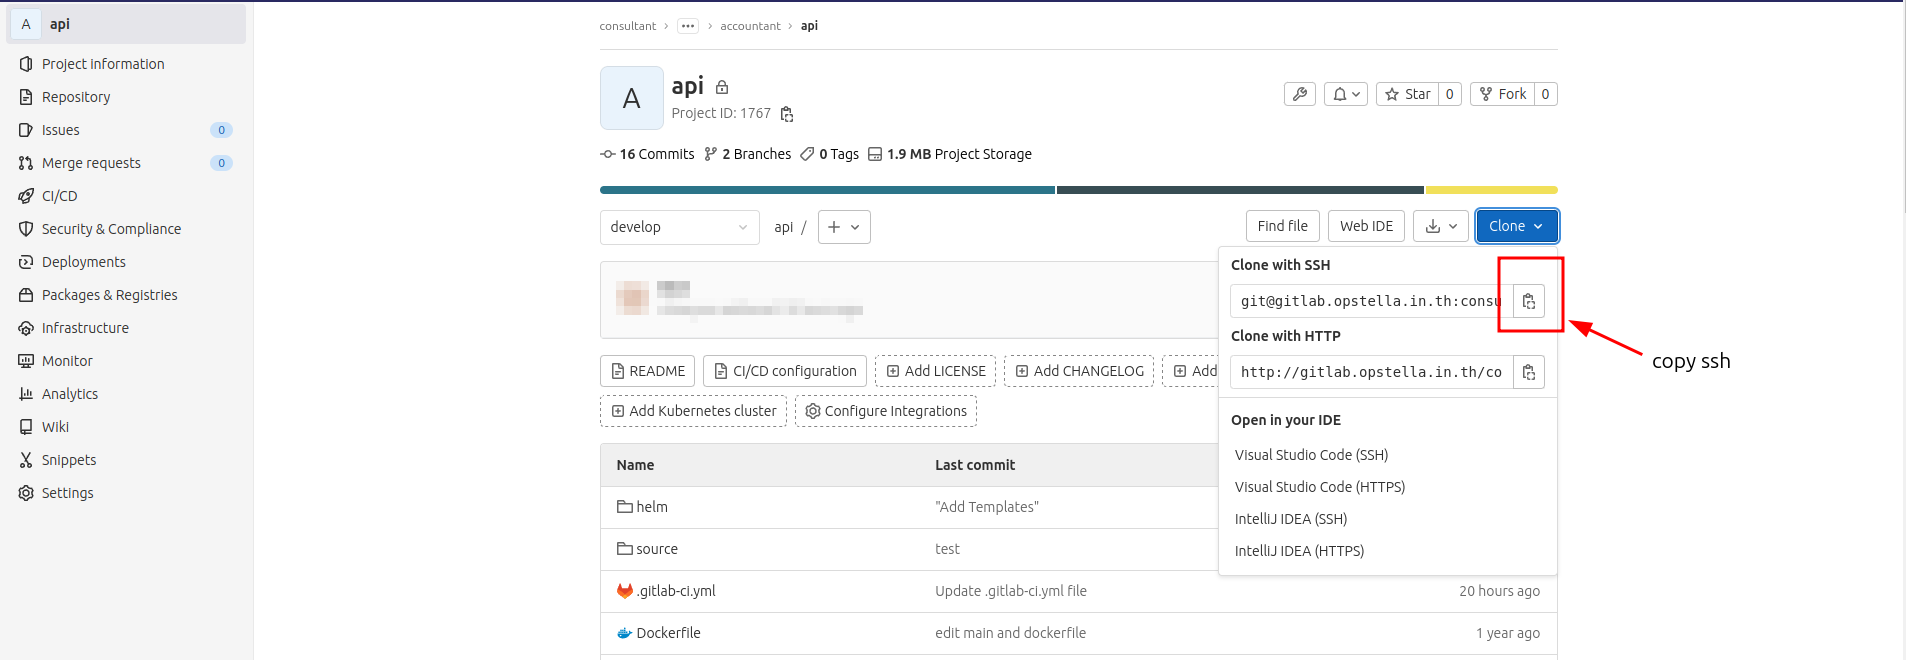 A api
Project information
Repository
Issues 0
Merge requests 0
CI/CD
Security & Compliance
Deployments
Packages & Registries
Infrastructure
Monitor
Analytics
Wiki
Snippets
Settings
consultant › ••• › accountant › api
A
api
Project ID: 1767
Star 0
Fork 0
16 Commits 2 Branches 0 Tags 1.9 MB Project Storage
develop
api / +
Find file
Web IDE
Clone
Clone with SSH
git@gitlab.opstella.in.th:consu
Clone with HTTP
http://gitlab.opstella.in.th/co
copy ssh
Open in your IDE
Visual Studio Code (SSH)
Visual Studio Code (HTTPS)
IntelliJ IDEA (SSH)
IntelliJ IDEA (HTTPS)
README CI/CD configuration Add LICENSE Add CHANGELOG Add
Add Kubernetes cluster Configure Integrations
Name Last commit
helm "Add Templates"
source test
.gitlab-ci.yml Update .gitlab-ci.yml file 20 hours ago
Dockerfile edit main and dockerfile 1 year ago